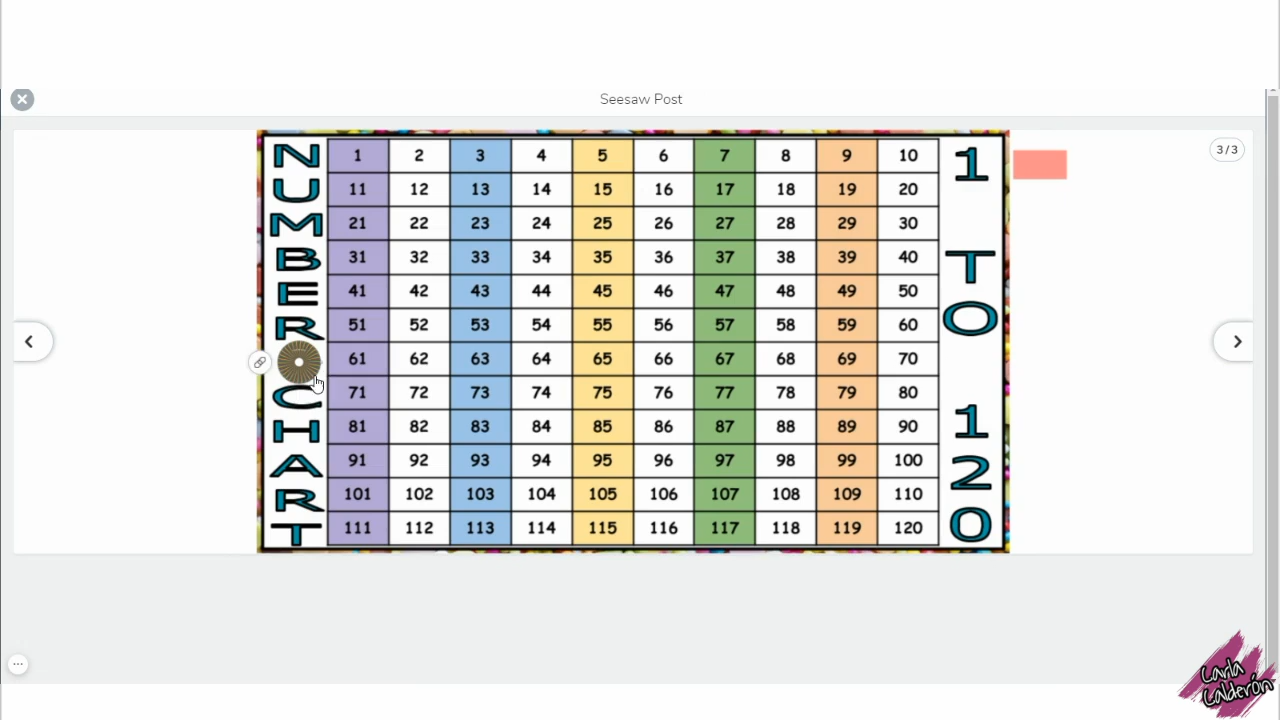 Seesaw Post
3/3
NUMBER CHART
1 2 3 4 5 6 7 8 9 10
11 12 13 14 15 16 17 18 19 20
21 22 23 24 25 26 27 28 29 30
31 32 33 34 35 36 37 38 39 40
41 42 43 44 45 46 47 48 49 50
51 52 53 54 55 56 57 58 59 60
61 62 63 64 65 66 67 68 69 70
71 72 73 74 75 76 77 78 79 80
81 82 83 84 85 86 87 88 89 90
91 92 93 94 95 96 97 98 99 100
101 102 103 104 105 106 107 108 109 110
111 112 113 114 115 116 117 118 119 120
1 TO 120
Carla
Calderón